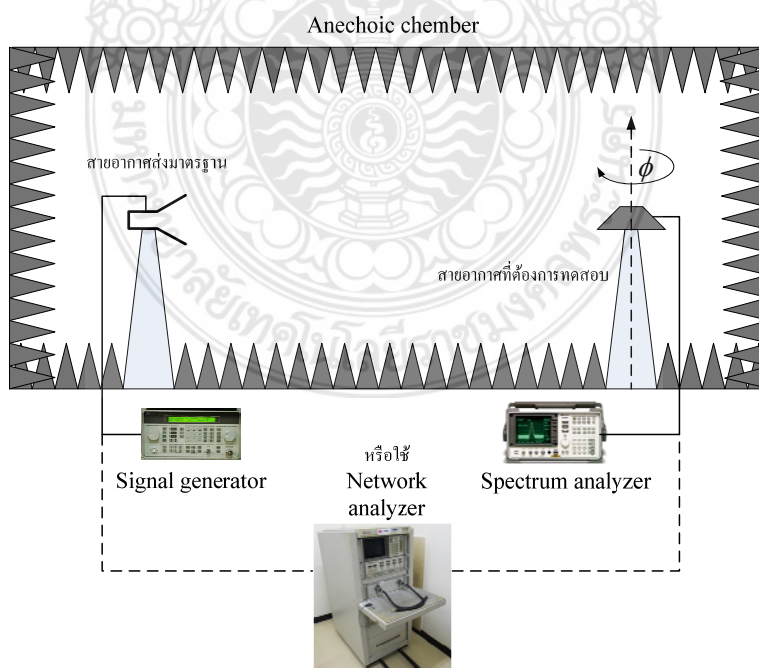 Anechoic chember
สายอากาศส่งมาตรฐาน
ϕ
สายอากาศที่ต้องการทดสอบ
Signal generator
หรือใช้
Network
analyzer
Spectrum analyzer